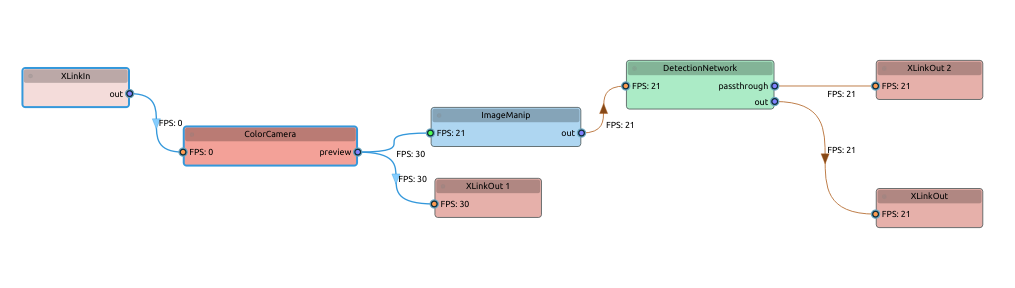 XLinkIn
out
FPS: 0
ColorCamera
FPS: 0
preview
FPS: 30
FPS: 30
ImageManip
FPS: 21
out
XLinkOut 1
FPS: 30
FPS: 21
DetectionNetwork
FPS: 21
passthrough
out
FPS: 21
FPS: 21
XLinkOut 2
FPS: 21
XLinkOut
FPS: 21